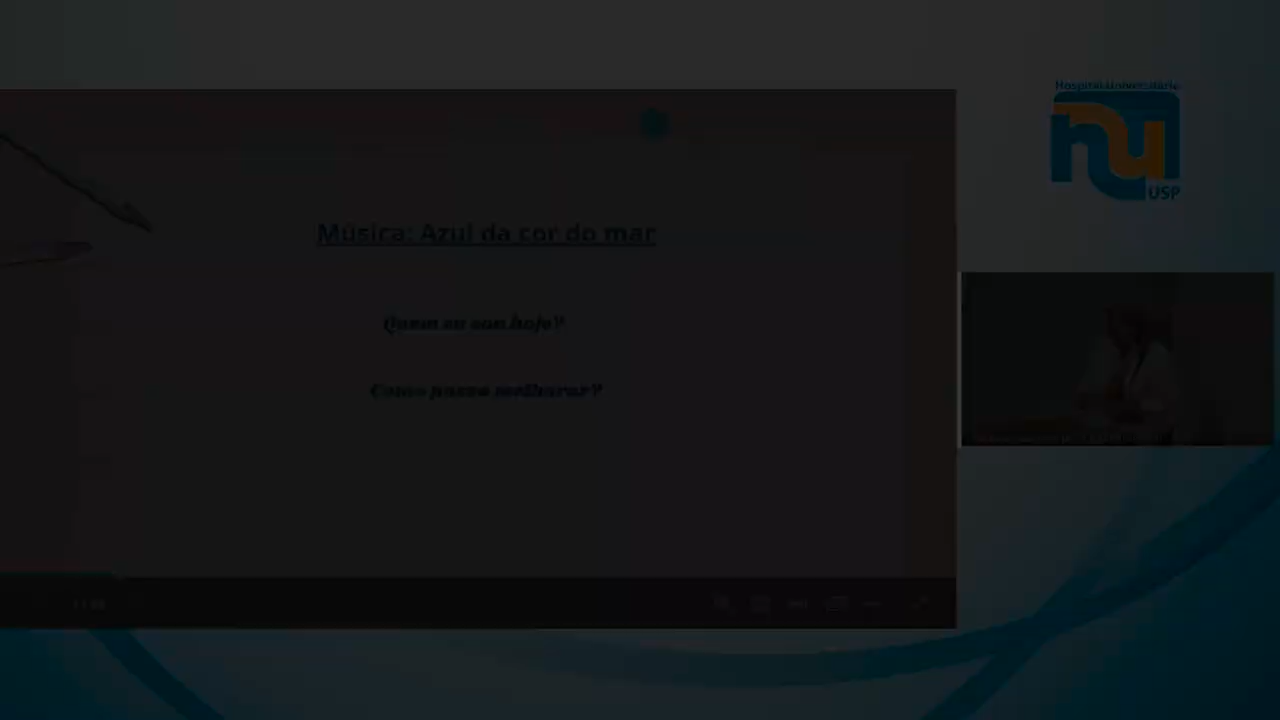 Hospital Universitário
hu
USP
Música: Azul da cor do mar
Quem eu sou hoje?
Como posso melhorar?